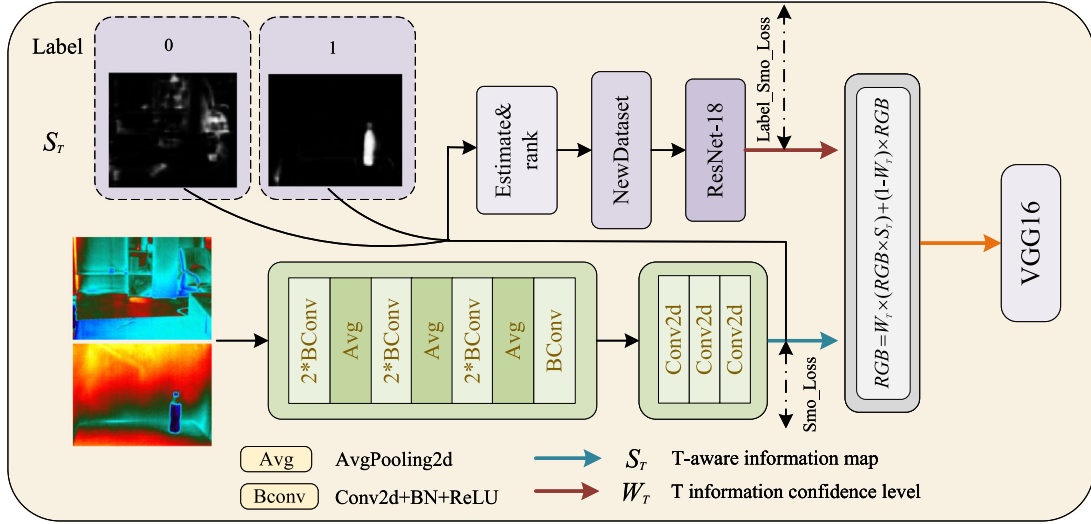 Label
0
1
S_T
Estimate&
rank
NewDataset
ResNet-18
Label_Smo_Loss
RGB=W_T×(RGB×S_T)+(1-W_T)×RGB
VGG16
2*BConv
Avg
2*BConv
Avg
2*BConv
Avg
BConv
Conv2d
Conv2d
Conv2d
Smo_Loss
Avg
AvgPooling2d
S_T
T-aware information map
Bconv
Conv2d+BN+ReLU
W_T
T information confidence level